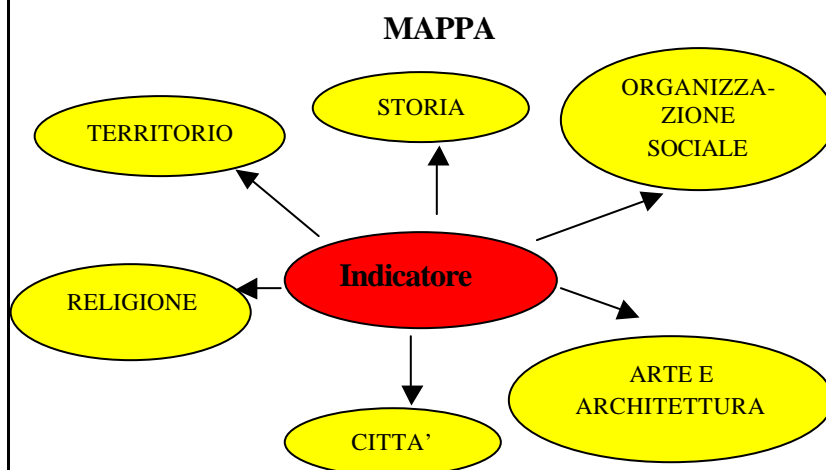 MAPPA
TERRITORIO
STORIA
ORGANIZZA-
ZIONE
SOCIALE
Indicatore
RELIGIONE
CITTA’
ARTE E
ARCHITETTURA